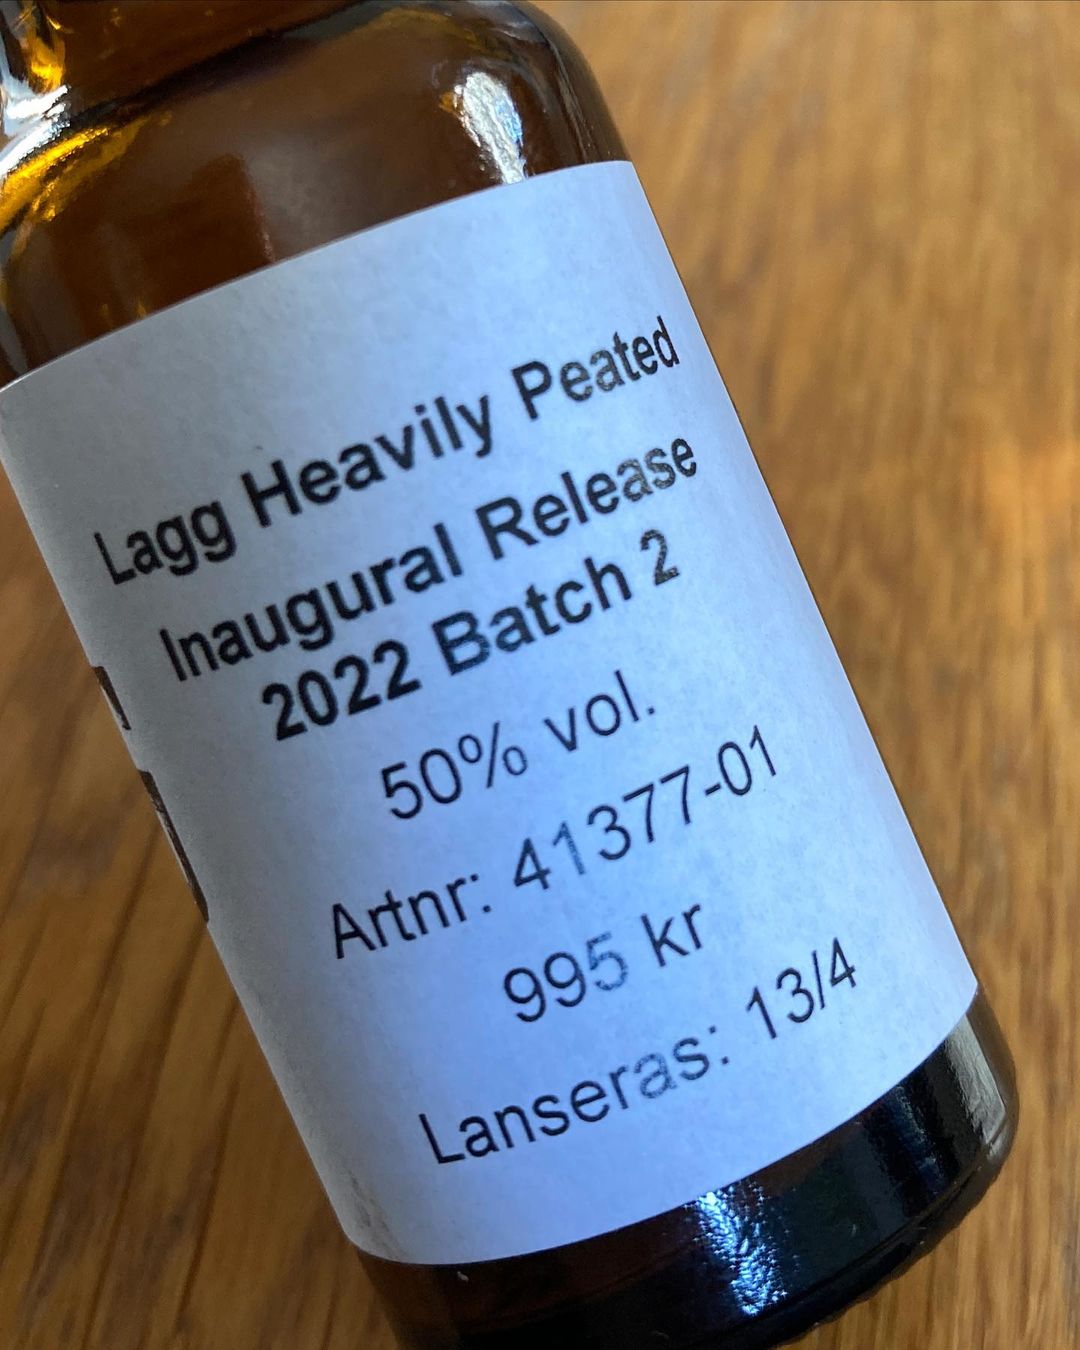 Lagg Heavily Peated
Inaugural Release
2022 Batch 2
50% vol.
Artnr: 41377-01
995 kr
Lanseras: 13/4